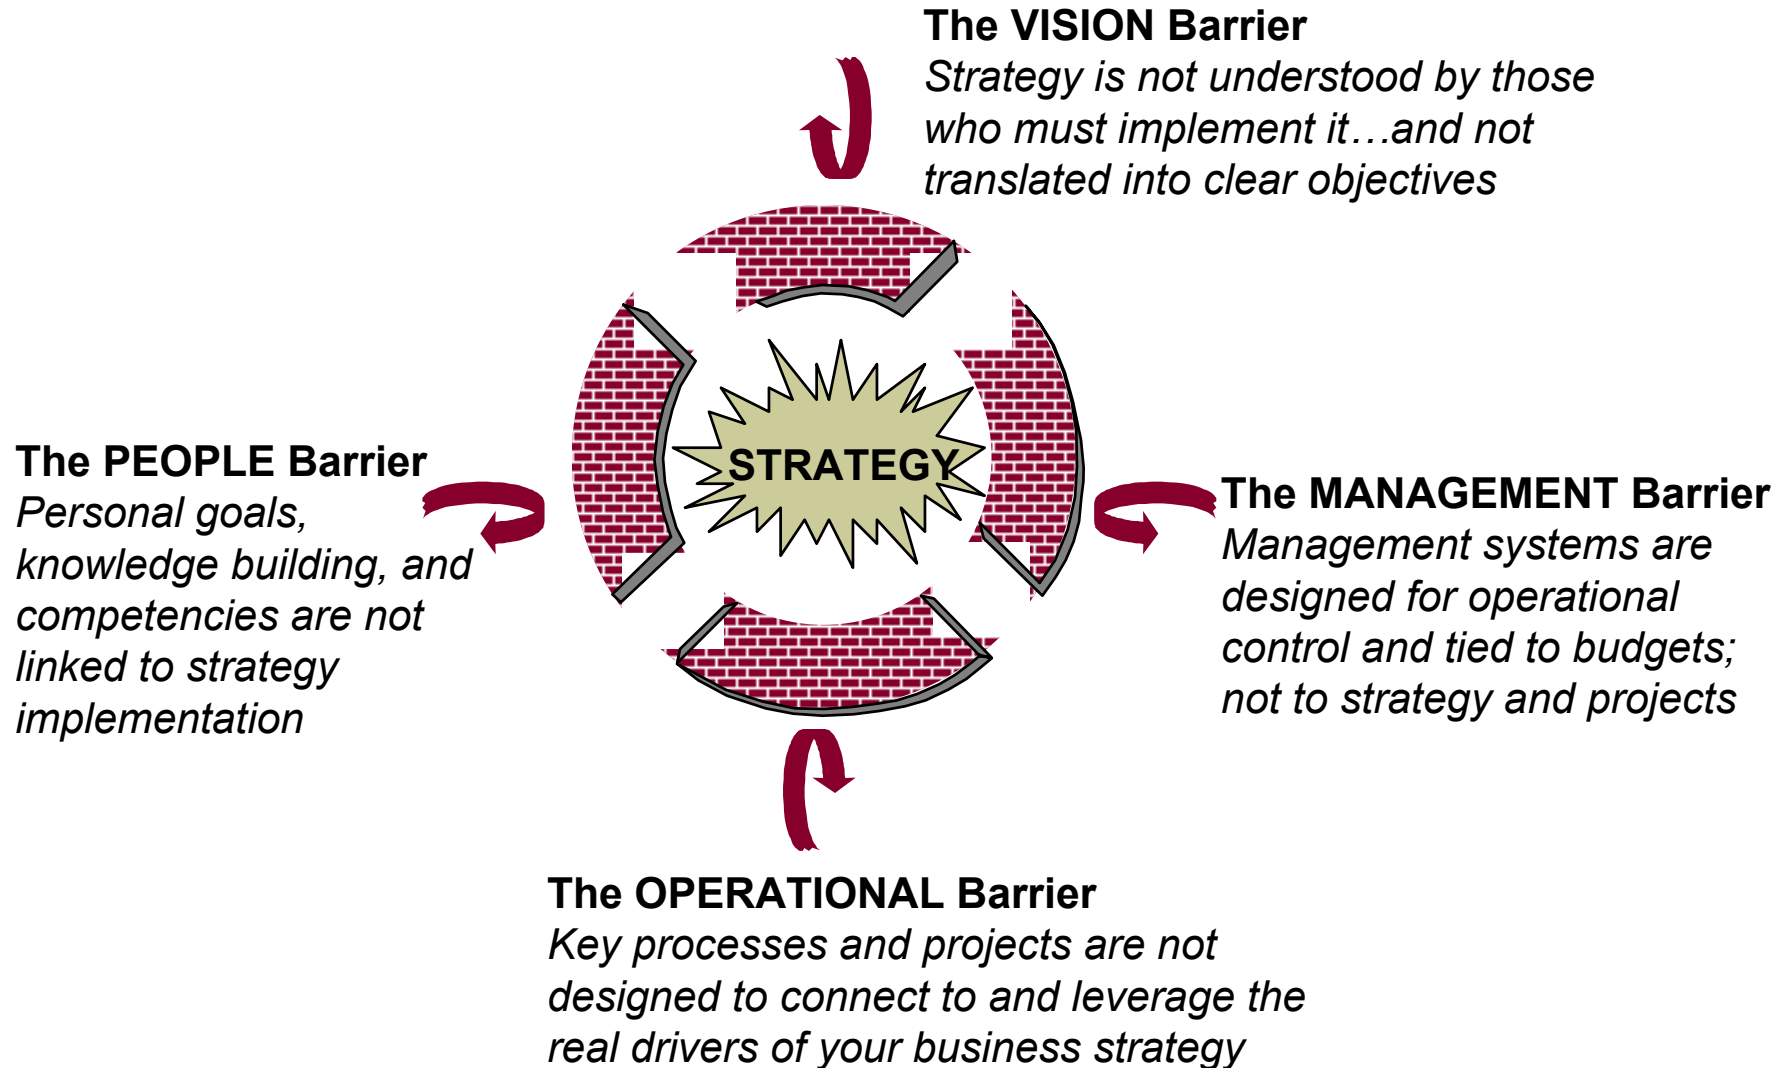 The VISION Barrier
Strategy is not understood by those
who must implement it…and not
translated into clear objectives
STRATEGY
The PEOPLE Barrier
Personal goals,
knowledge building, and
competencies are not
linked to strategy
implementation
The MANAGEMENT Barrier
Management systems are
designed for operational
control and tied to budgets;
not to strategy and projects
The OPERATIONAL Barrier
Key processes and projects are not
designed to connect to and leverage the
real drivers of your business strategy